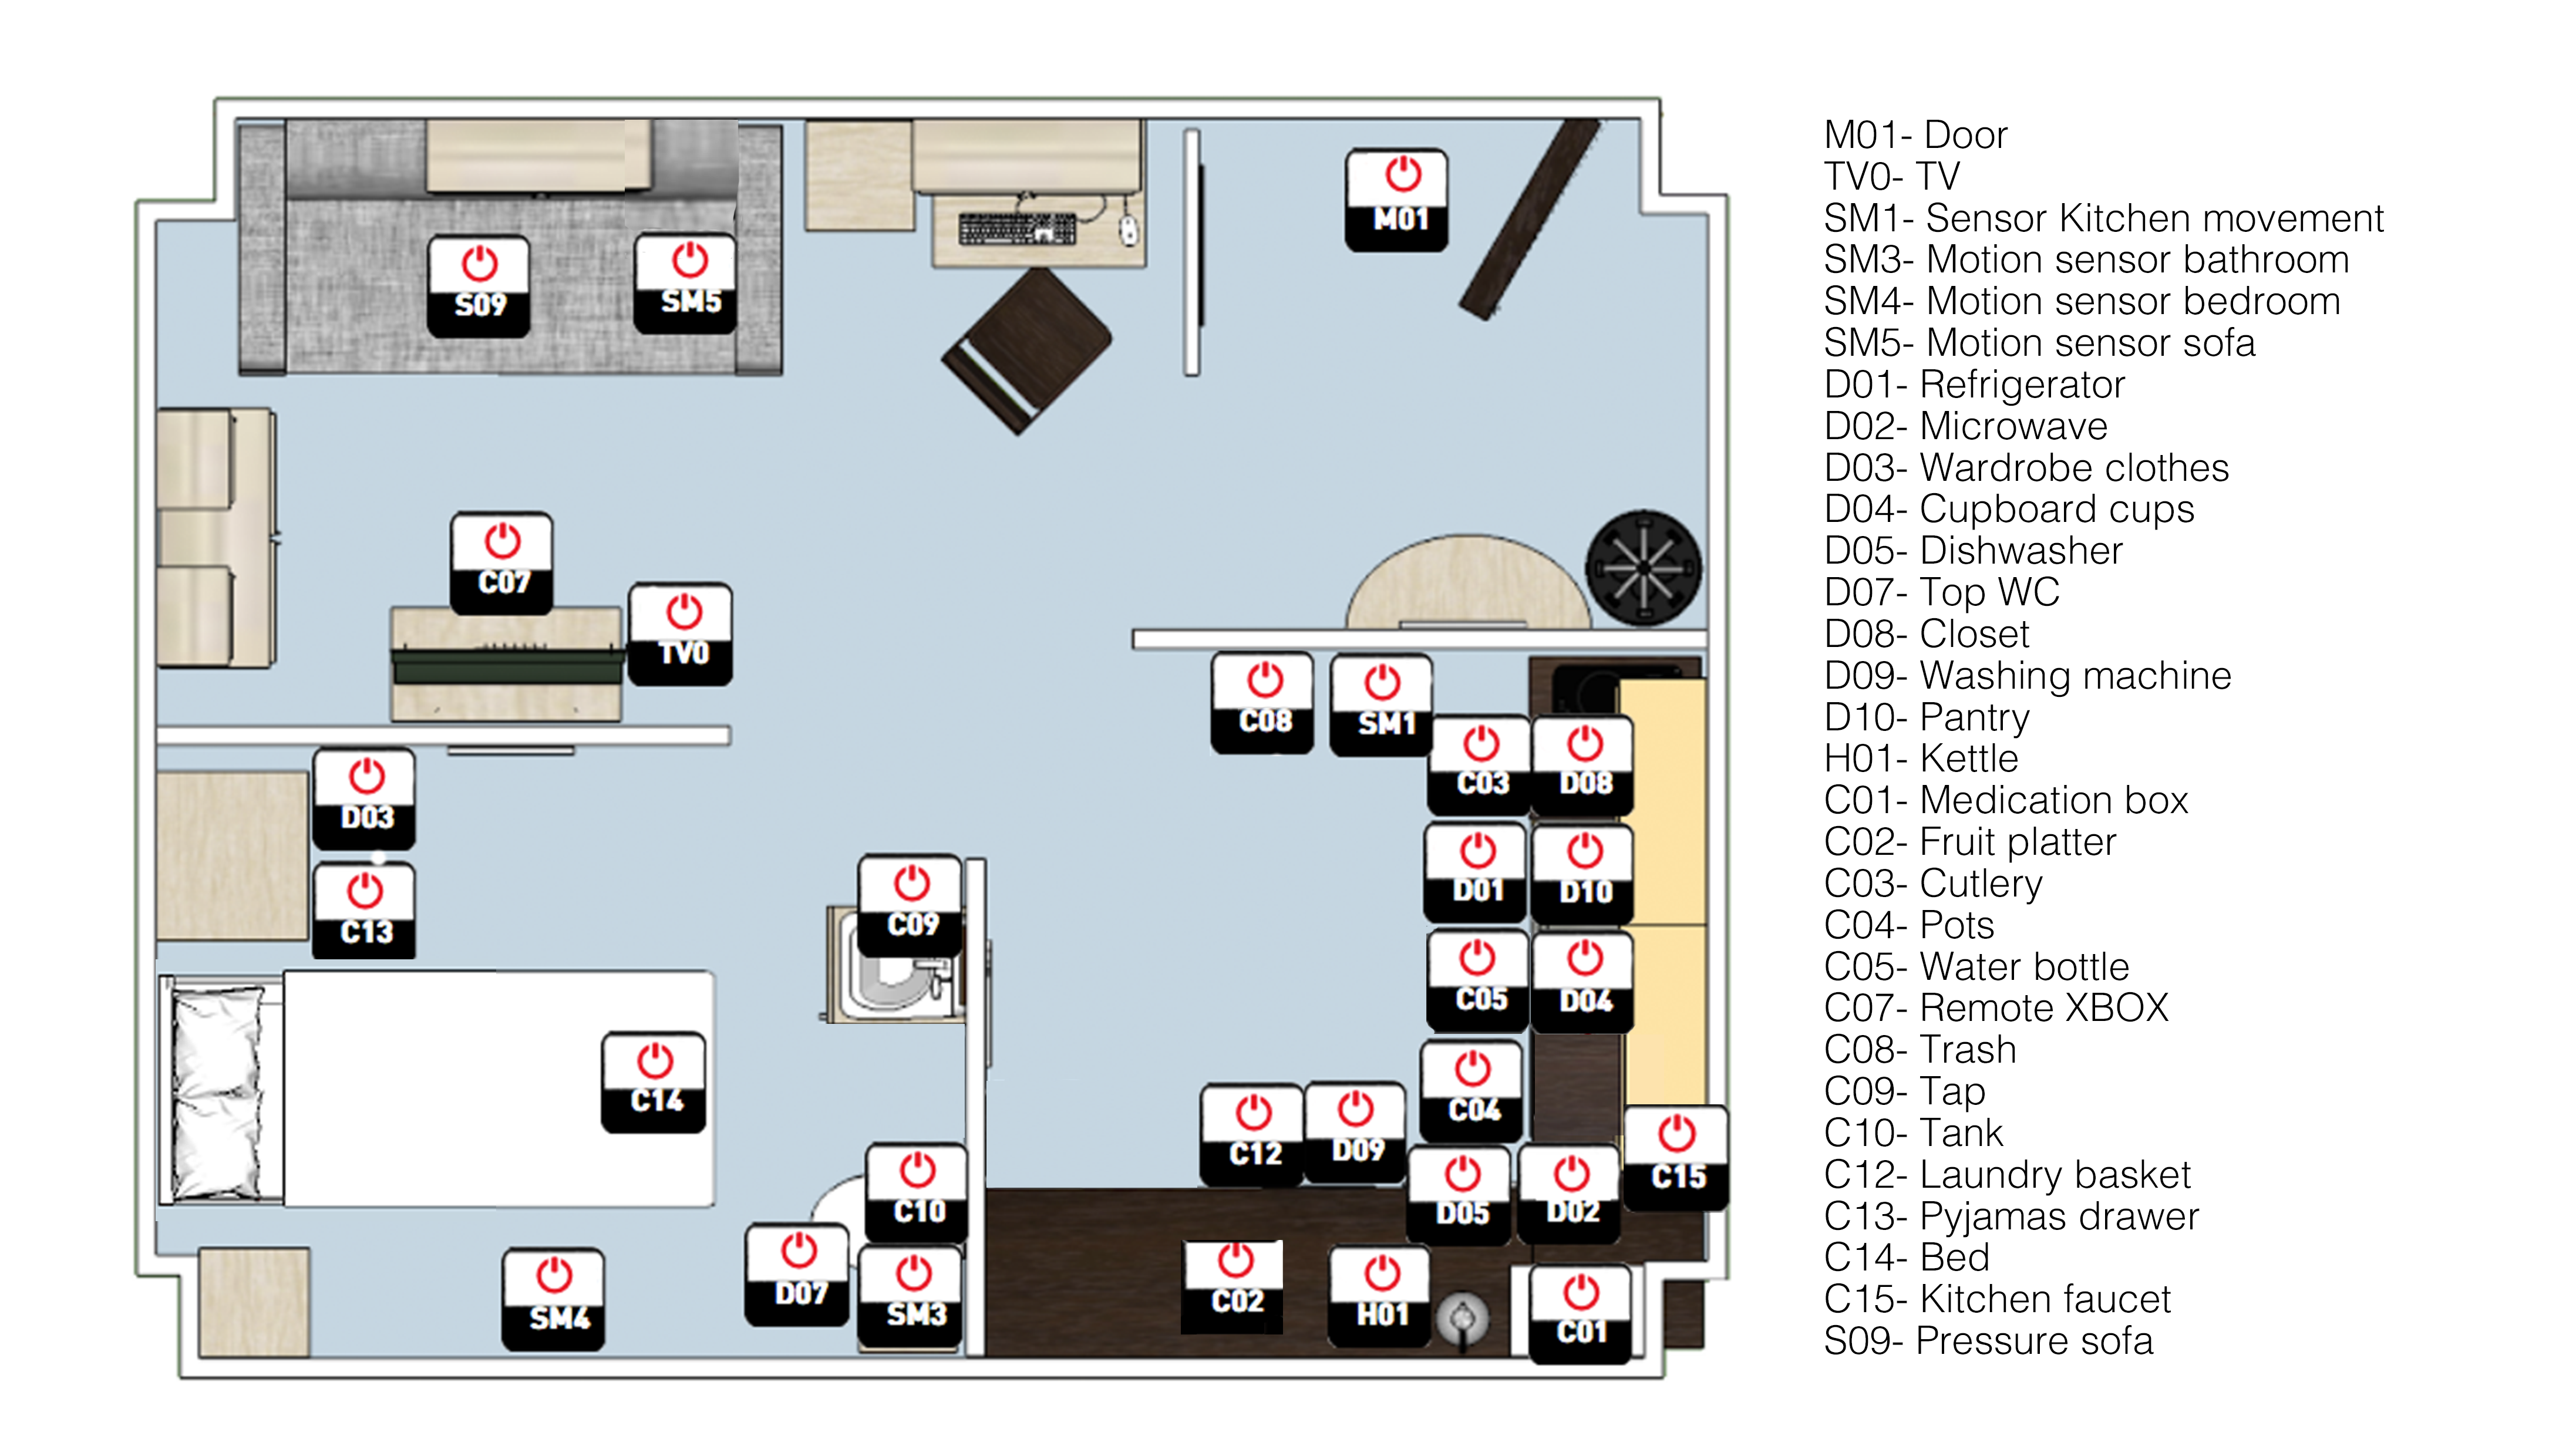 M01
S09
SM5
C07
TV0
C08
SM1
C03
D08
D03
C13
D01
D10
C09
C05
D04
C14
C04
C12
D09
C15
C10
D05
D02
D07
SM4
SM3
C02
H01
C01
M01- Door
TV0- TV
SM1- Sensor Kitchen movement
SM3- Motion sensor bathroom
SM4- Motion sensor bedroom
SM5- Motion sensor sofa
D01- Refrigerator
D02- Microwave
D03- Wardrobe clothes
D04- Cupboard cups
D05- Dishwasher
D07- Top WC
D08- Closet
D09- Washing machine
D10- Pantry
H01- Kettle
C01- Medication box
C02- Fruit platter
C03- Cutlery
C04- Pots
C05- Water bottle
C07- Remote XBOX
C08- Trash
C09- Tap
C10- Tank
C12- Laundry basket
C13- Pyjamas drawer
C14- Bed
C15- Kitchen faucet
S09- Pressure sofa